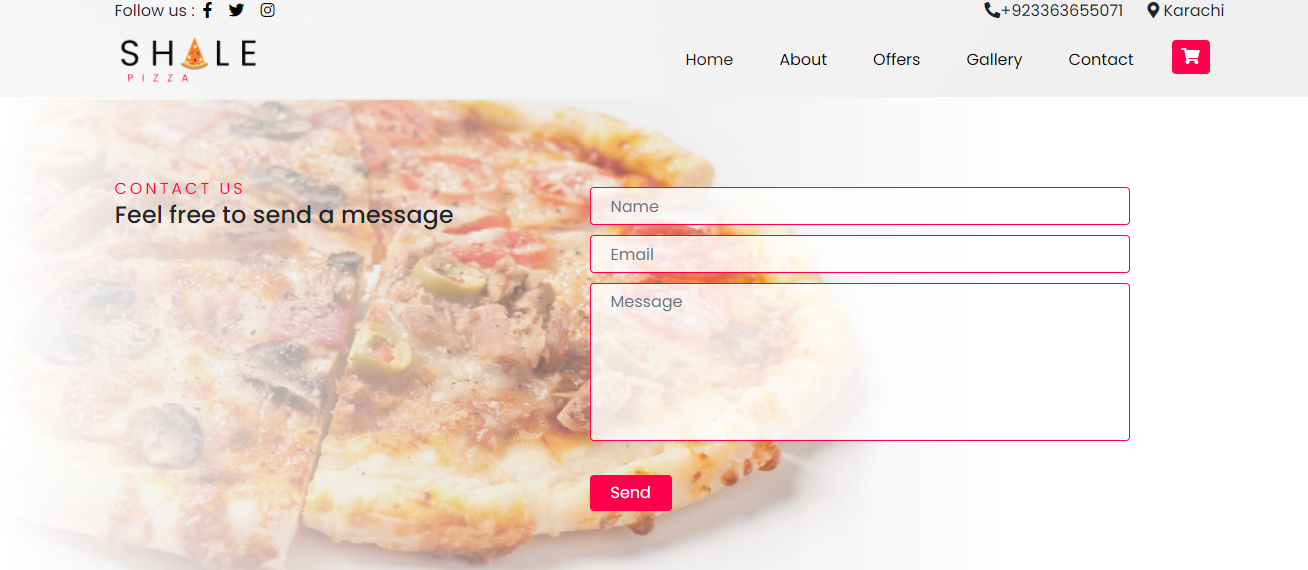 Follow us :
+923363655071 Karachi
SHALE
PIZZA
Home About Offers Gallery Contact
CONTACT US
Feel free to send a message
Name
Email
Message
Send